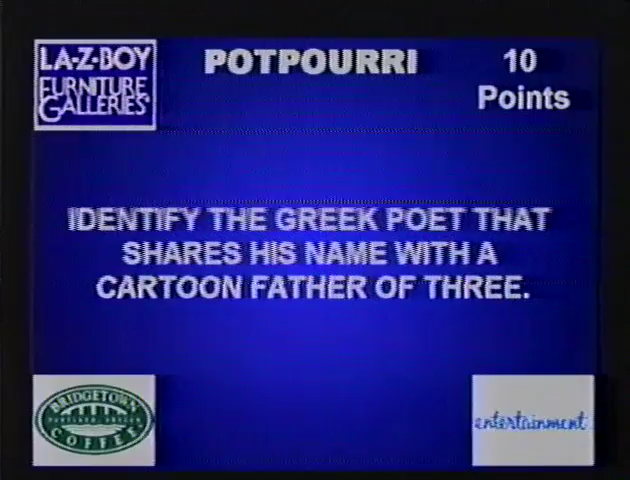 LA-Z-BOY
FURNITURE
GALLERIES®
POTPOURRI
10
Points
IDENTIFY THE GREEK POET THAT
SHARES HIS NAME WITH A
CARTOON FATHER OF THREE.
BRIDGETOWN
COFFEE
entertainment